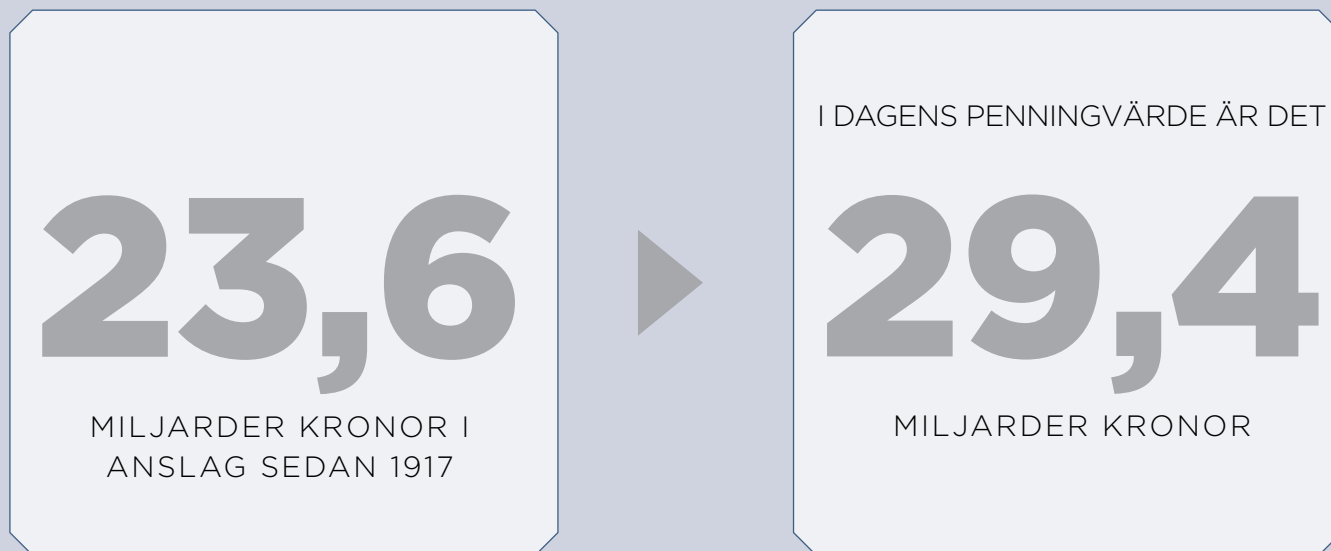 23,6
MILJARDER KRONOR I
ANSLAG SEDAN 1917
I DAGENS PENNINGVÄRDE ÄR DET
29,4
MILJARDER KRONOR